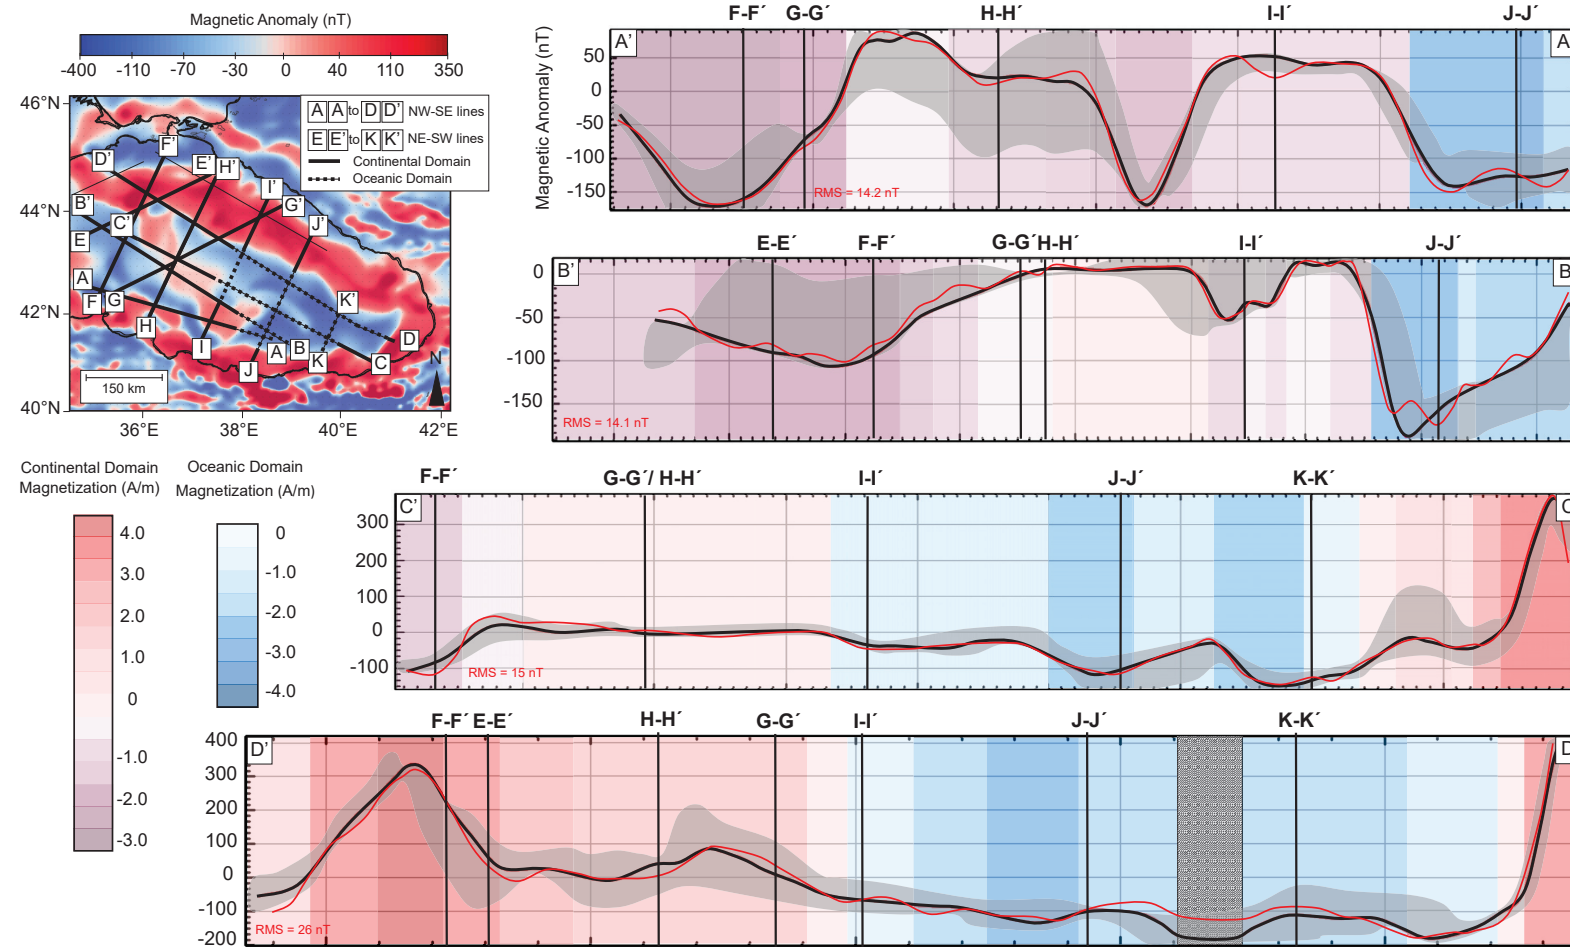 Magnetic Anomaly (nT)
-400 -110 -70 -30 0 40 110 350
46°N
44°N
42°N
40°N
36°E 38°E 40°E 42°E
A A' to D D' NW-SE lines
E E' to K K' NE-SW lines
Continental Domain
Oceanic Domain
F'
D' E' H'
I'
B' G'
C' J'
E
A
F G K'
H
I A B D
J K C
N
150 km
Continental Domain
Magnetization (A/m)
4.0
3.0
2.0
1.0
0
-1.0
-2.0
-3.0
Oceanic Domain
Magnetization (A/m)
0
-1.0
-2.0
-3.0
-4.0
F-F´ G-G´ H-H´ I-I´ J-J´
Magnetic Anomaly (nT)
A' A
50
0
-50
-100
-150
RMS = 14.2 nT
E-E´ F-F´ G-G´ H-H´ I-I´ J-J´
B' B
0
-50
-100
-150
RMS = 14.1 nT
F-F´ G-G´/ H-H´ I-I´ J-J´ K-K´
C' C
300
200
100
0
-100
RMS = 15 nT
F-F´ E-E´ H-H´ G-G´ I-I´ J-J´ K-K´
D' D
400
300
200
100
0
-100
-200
RMS = 26 nT